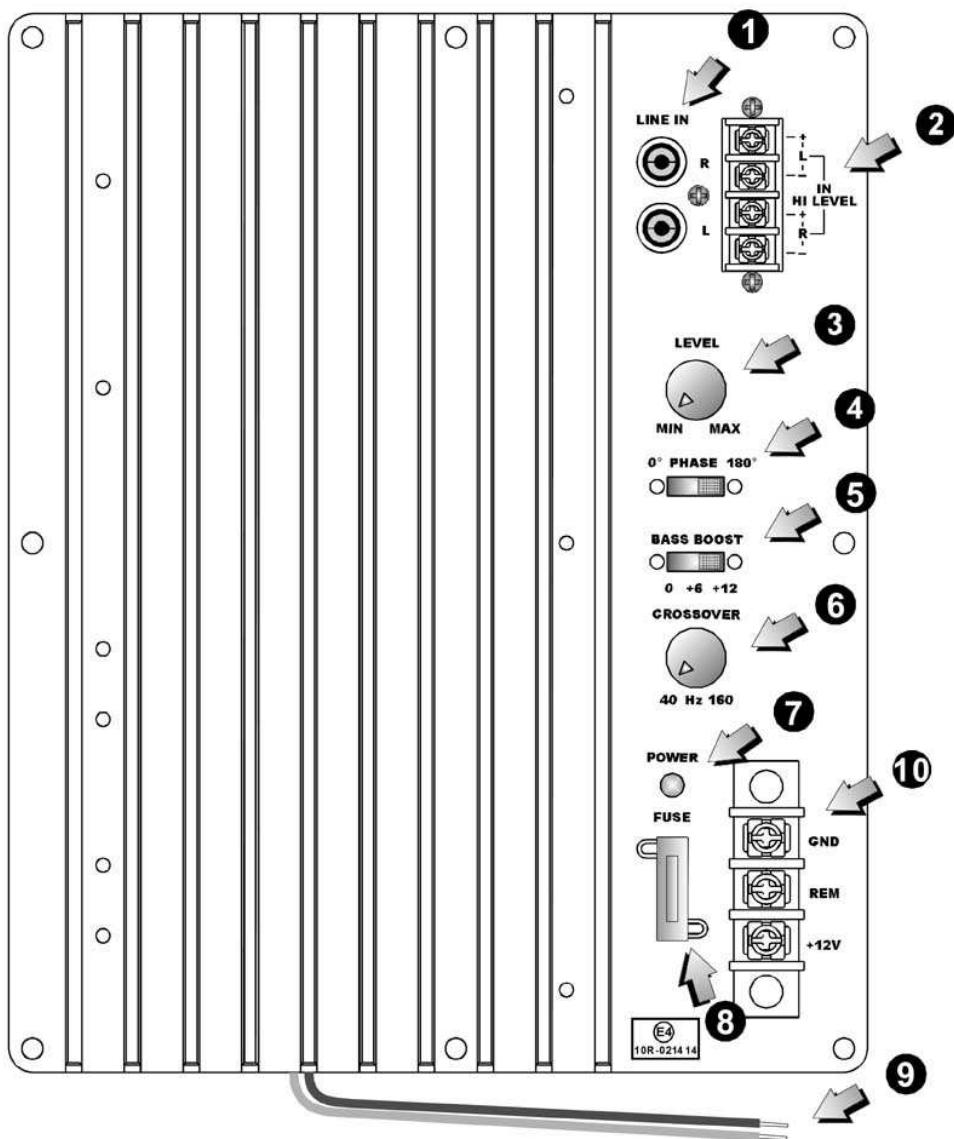 1
LINE IN
R
L
2
+
L
-
IN
HI LEVEL
+
R
-
3
LEVEL
MIN MAX
4
0° PHASE 180°
5
BASS BOOST
0 +6 +12
6
CROSSOVER
40 Hz 160
7
POWER
10
FUSE
GND
REM
+12V
8
E4
10R-021414
9